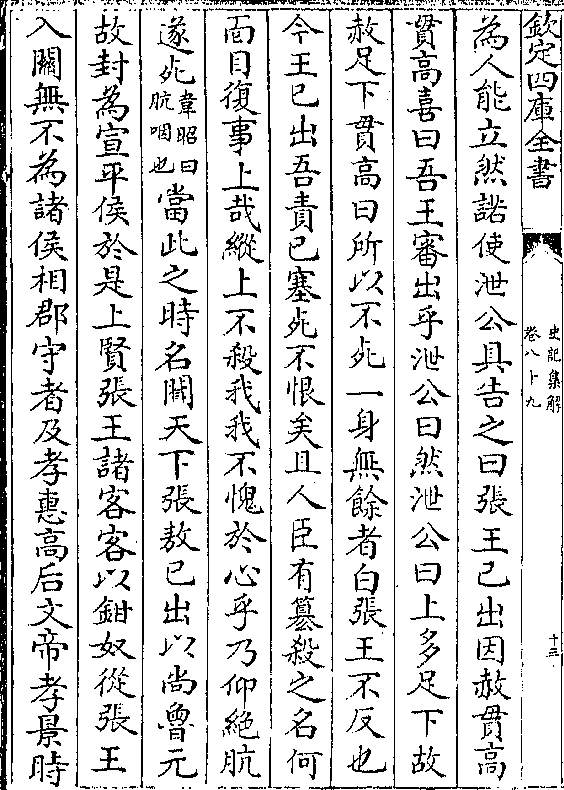 欽定四庫全書
史記集解
卷八十九
十三
為人能立然諾使泄公具告之曰張王已出因赦貫高
貫高喜曰吾王審出乎泄公曰然泄公曰上多足下故
赦足下貫高曰所以不死一身無餘者白張王不反也
今王已出吾責已塞死不恨矣且人臣有篡殺之名何
面目復事上哉縱上不殺我我不愧於心乎乃仰絕肮
遂死韋昭曰肮咽也當此之時名聞天下張敖已出以尚魯元
故封為宣平侯於是上賢張王諸客客以鉗奴從張王
入關無不為諸侯相郡守者及孝惠高后文帝孝景時